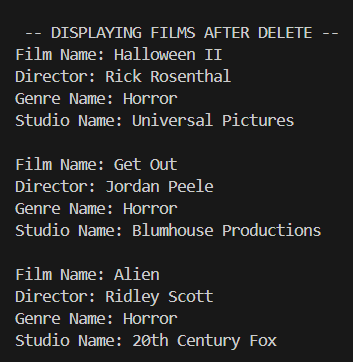 -- DISPLAYING FILMS AFTER DELETE --
Film Name: Halloween II
Director: Rick Rosenthal
Genre Name: Horror
Studio Name: Universal Pictures
Film Name: Get Out
Director: Jordan Peele
Genre Name: Horror
Studio Name: Blumhouse Productions
Film Name: Alien
Director: Ridley Scott
Genre Name: Horror
Studio Name: 20th Century Fox